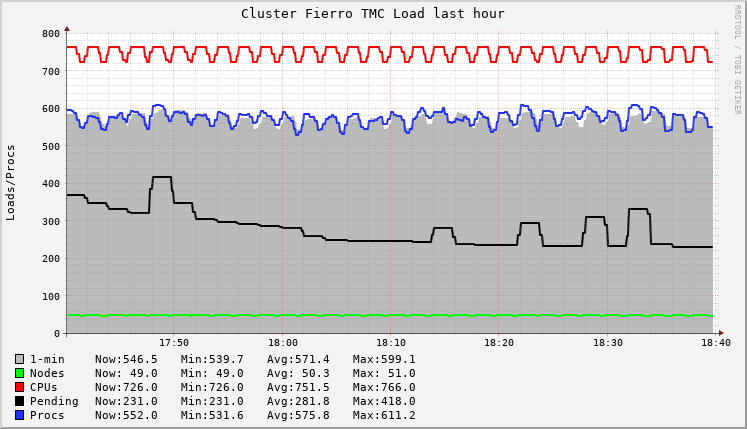 Cluster Fierro TMC Load last hour
RRDTOOL / TOBI OETIKER
Loads/Procs
800
700
600
500
400
300
200
100
0
17:50 18:00 18:10 18:20 18:30 18:40
1-min Now:546.5 Min:539.7 Avg:571.4 Max:599.1
Nodes Now: 49.0 Min: 49.0 Avg: 50.3 Max: 51.0
CPUs Now:726.0 Min:726.0 Avg:751.5 Max:766.0
Pending Now:231.0 Min:231.0 Avg:281.8 Max:418.0
Procs Now:552.0 Min:531.6 Avg:575.8 Max:611.2